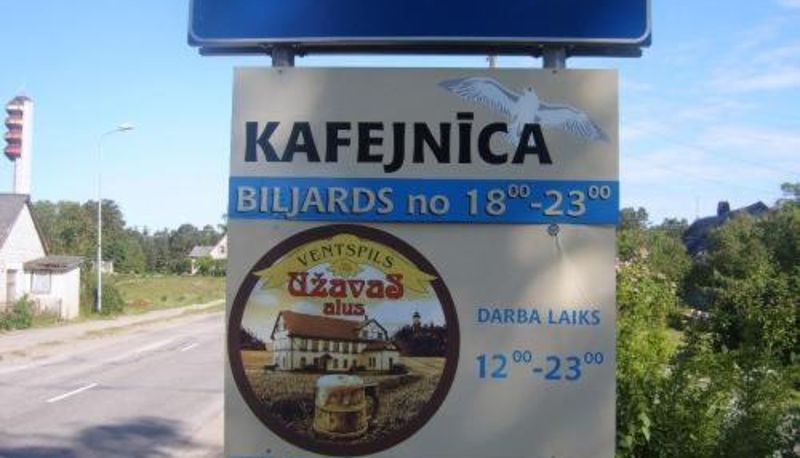 KAFEJNĪCA
BILJARDS no 18⁰⁰-23⁰⁰
VENTSPILS
Užavas
alus
DARBA LAIKS
12⁰⁰-23⁰⁰